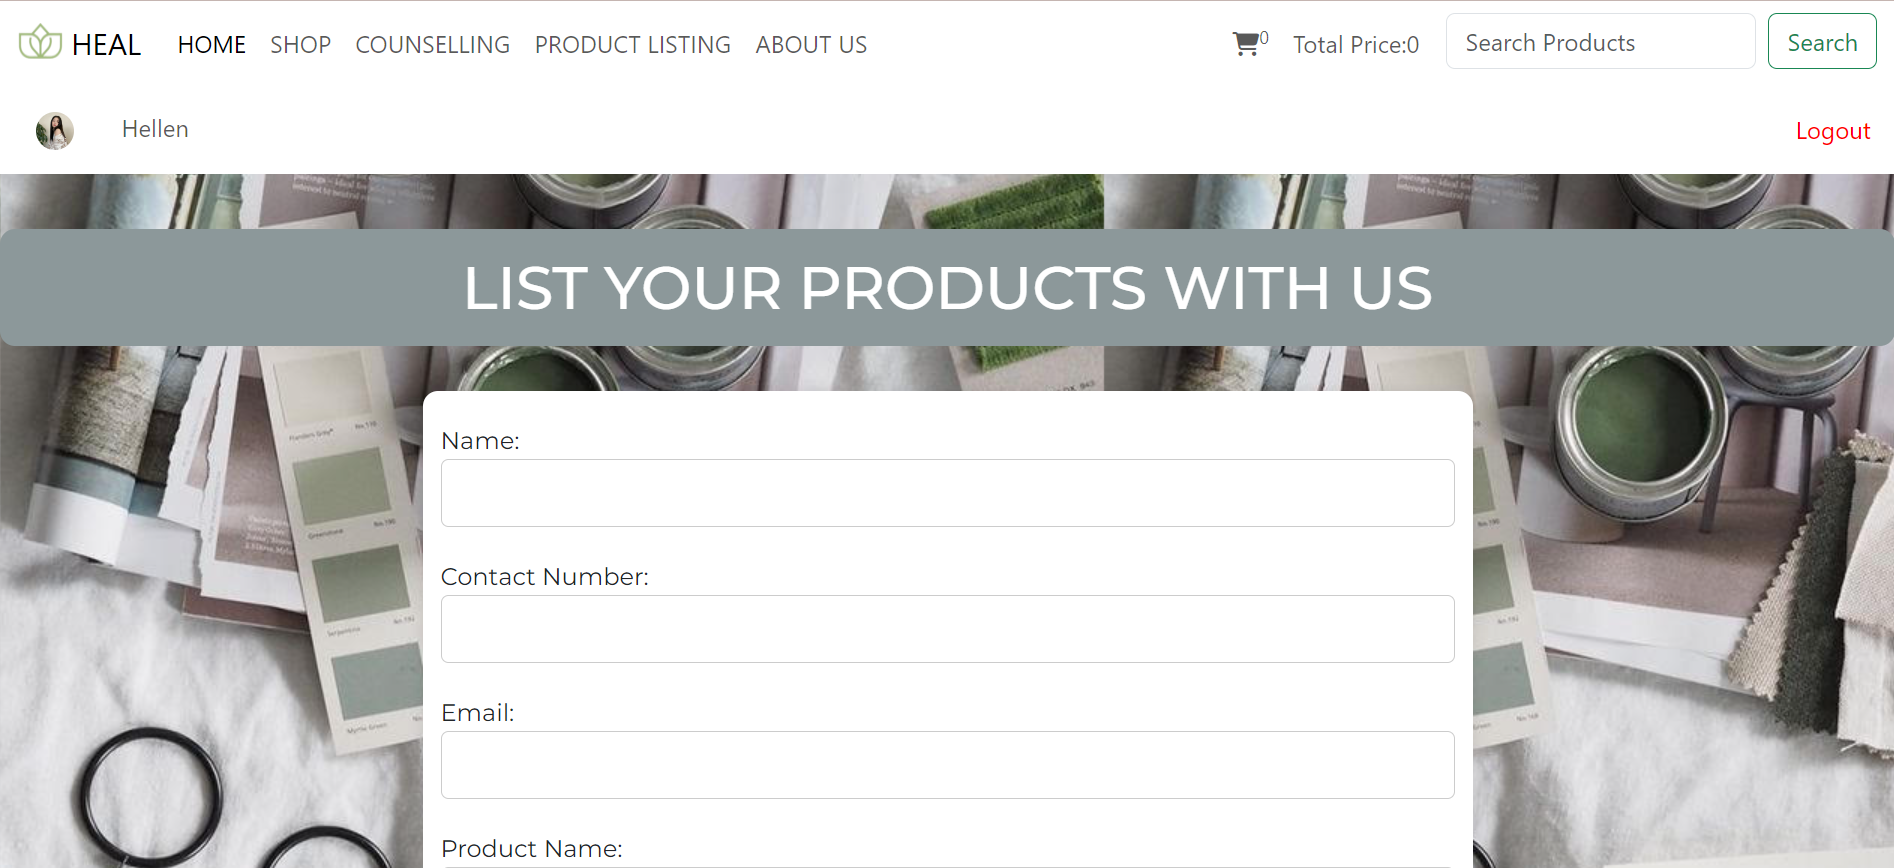 HEAL HOME SHOP COUNSELLING PRODUCT LISTING ABOUT US 0 Total Price:0 Search Products Search
Hellen Logout
LIST YOUR PRODUCTS WITH US
Name:
Contact Number:
Email:
Product Name: